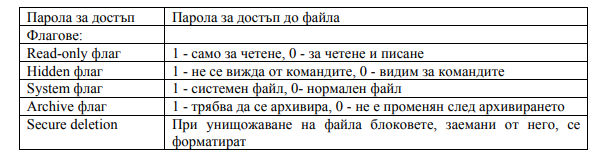 Парола за достъп Парола за достъп до файла
Флагове:
Read-only флаг 1 - само за четене, 0 - за четене и писане
Hidden флаг 1 - не се вижда от командите, 0 - видим за командите
System флаг 1 - системен файл, 0- нормален файл
Archive флаг 1 - трябва да се архивира, 0 - не е променян след архивирането
Secure deletion При унищожаване на файла блоковете, заемани от него, се
форматират